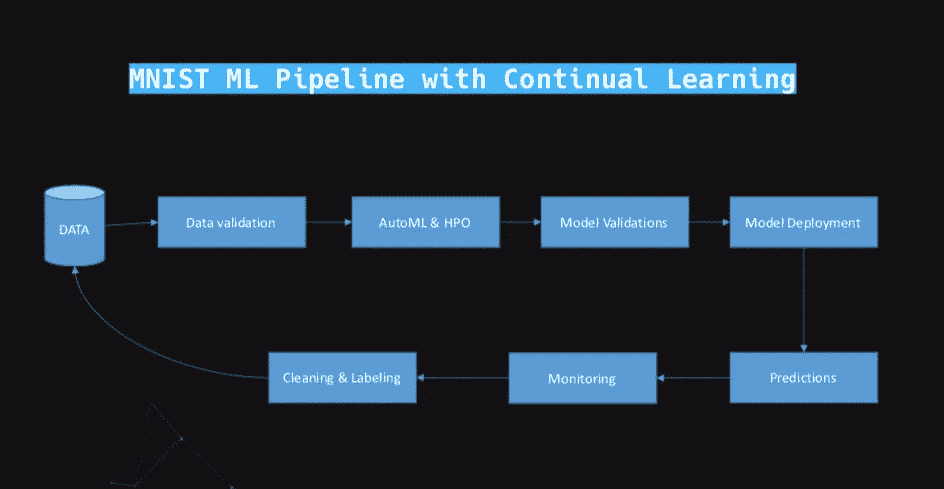 MNIST ML Pipeline with Continual Learning
DATA
Data validation
AutoML & HPO
Model Validations
Model Deployment
Cleaning & Labeling
Monitoring
Predictions